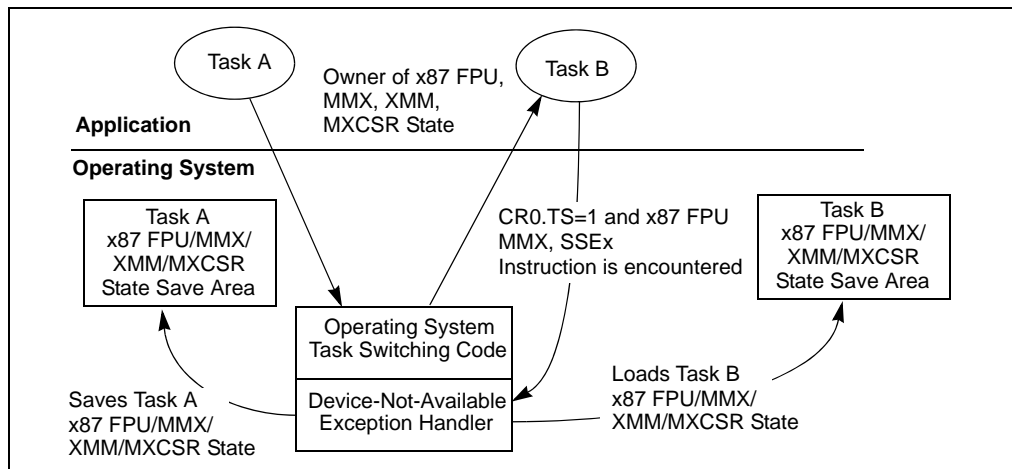 Task A
Owner of x87 FPU,
MMX, XMM,
MXCSR State
Task B
Application
Operating System
Task A
x87 FPU/MMX/
XMM/MXCSR
State Save Area
CR0.TS=1 and x87 FPU
MMX, SSEx
Instruction is encountered
Task B
x87 FPU/MMX/
XMM/MXCSR
State Save Area
Operating System
Task Switching Code
Device-Not-Available
Exception Handler
Saves Task A
x87 FPU/MMX/
XMM/MXCSR State
Loads Task B
x87 FPU/MMX/
XMM/MXCSR State